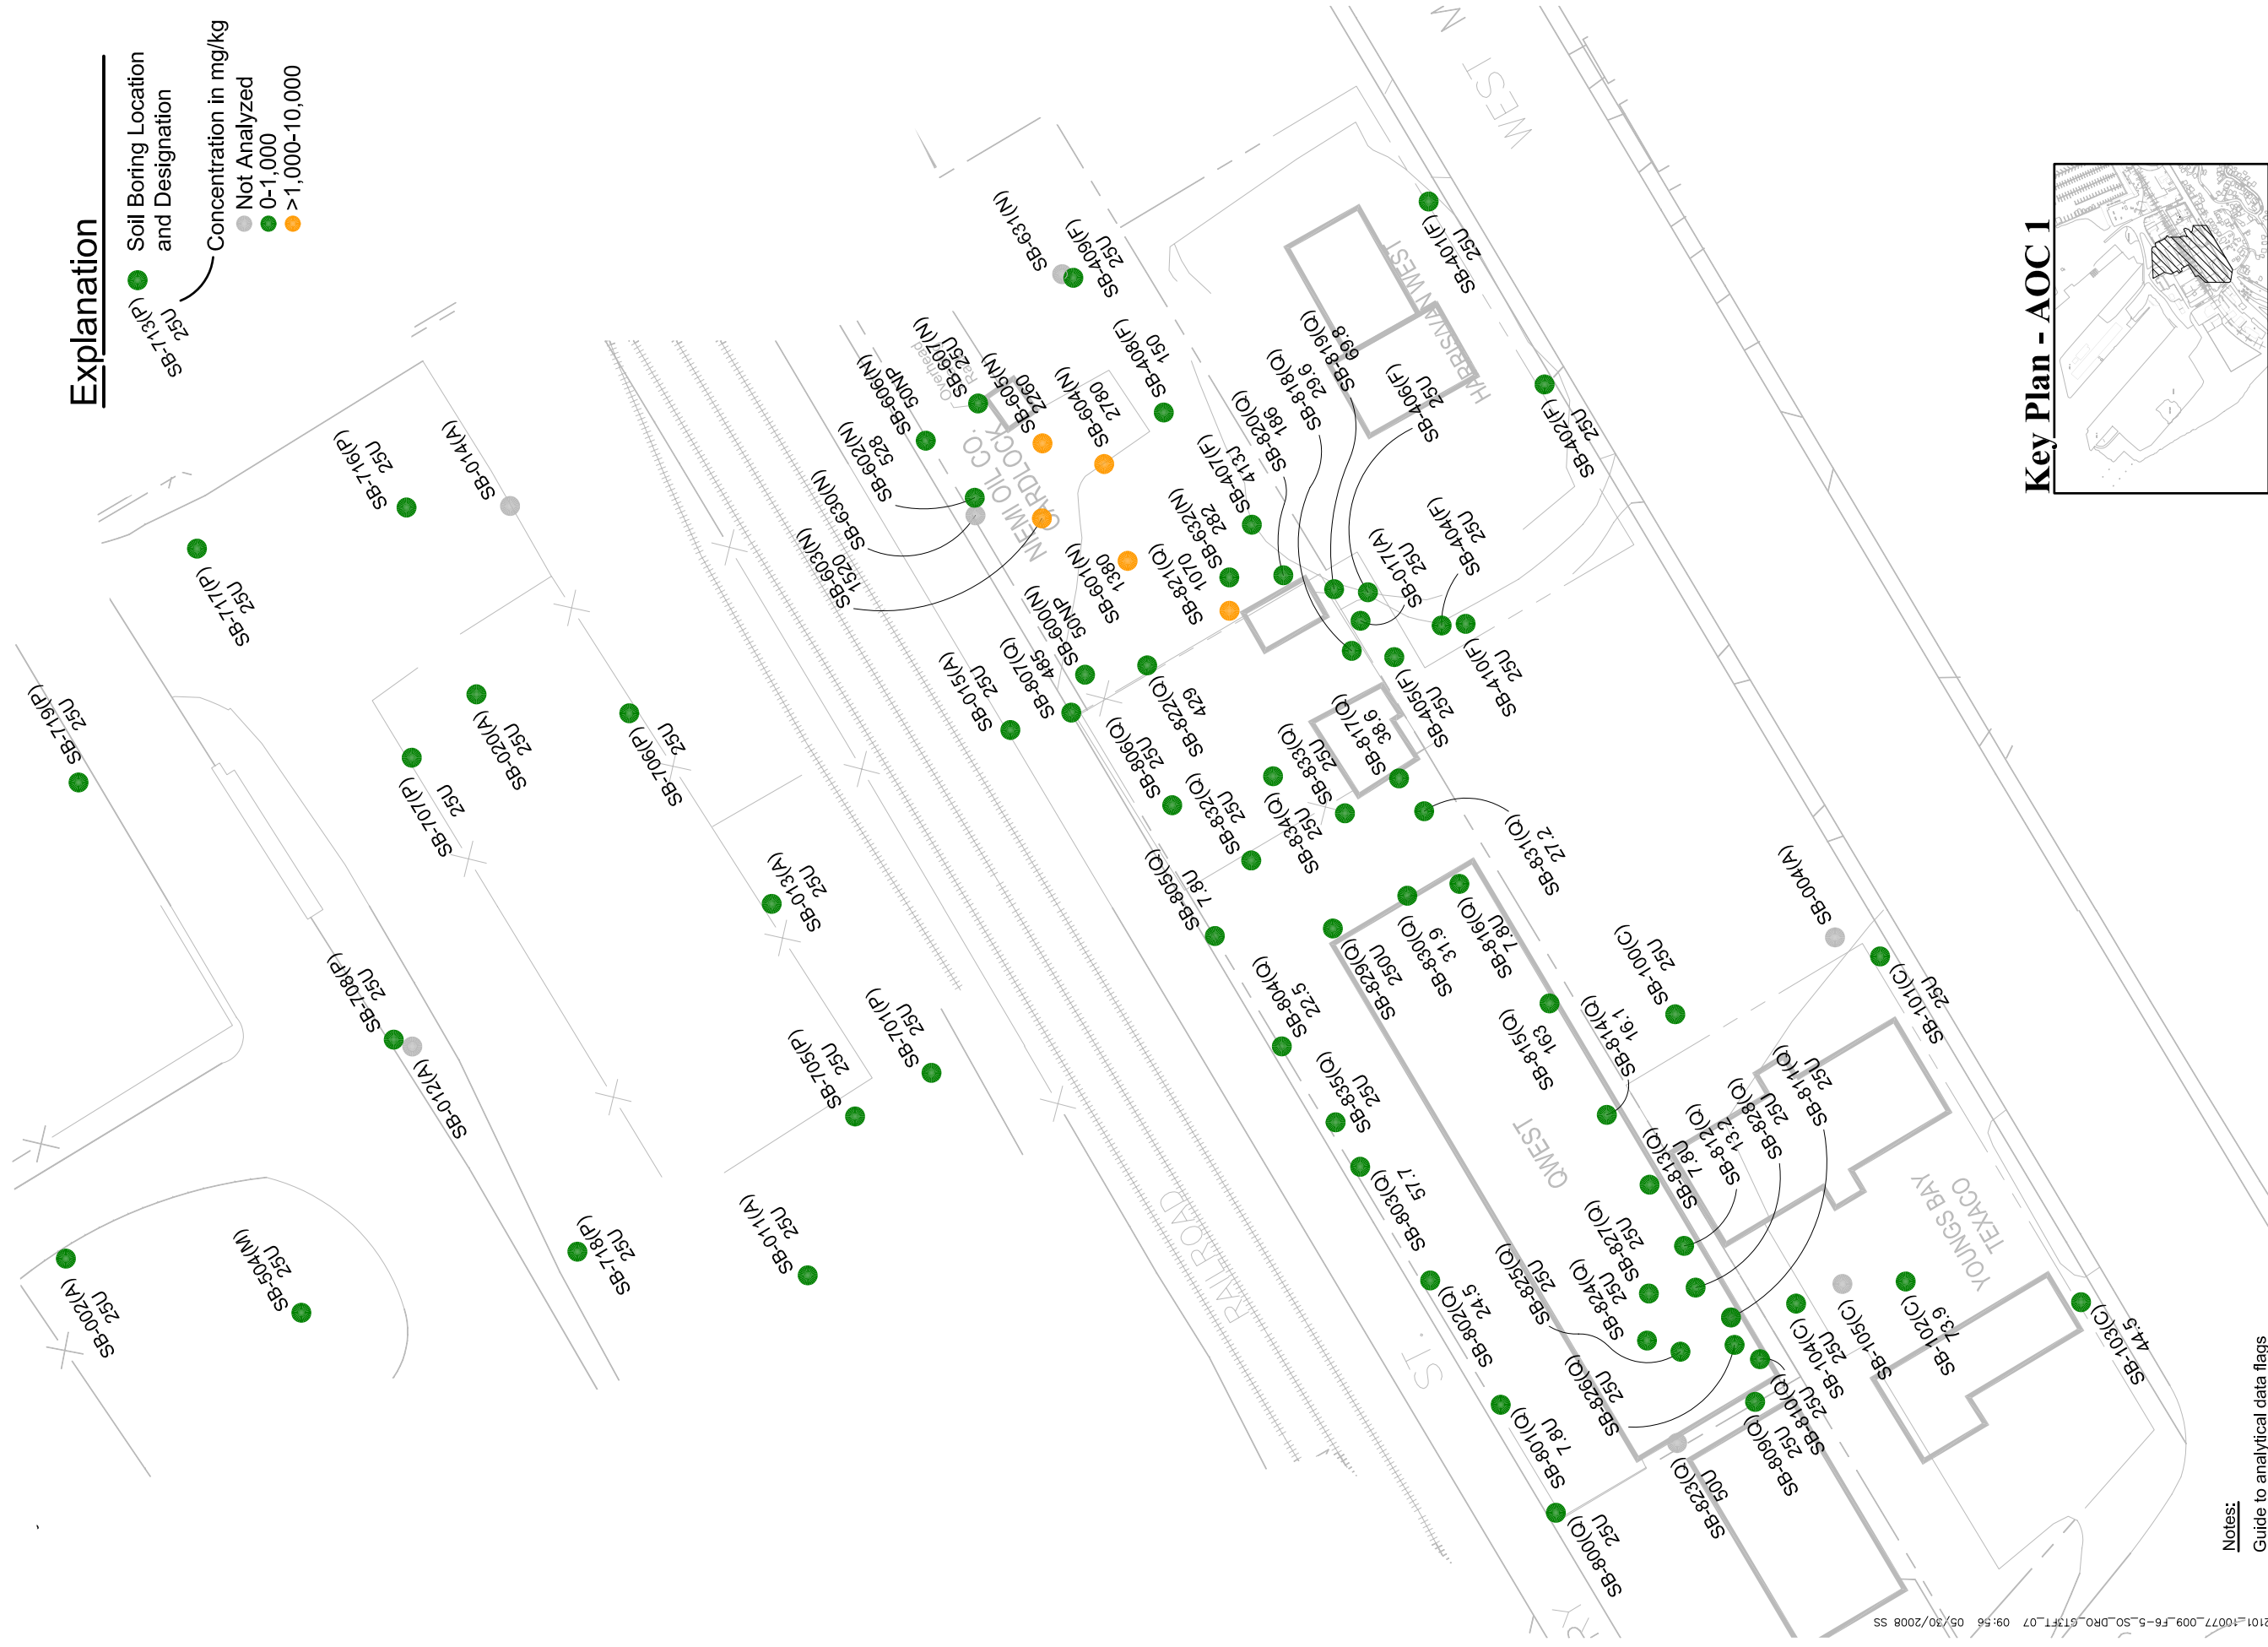 Explanation
SB-713(P)
25U
Soil Boring Location
and Designation
Concentration in mg/kg
Not Analyzed
0-1,000
>1,000-10,000
SB-719(P)
25U
SB-717(P)
25U
SB-716(P)
25U
SB-014(A)
SB-020(A)
25U
SB-707(P)
25U
SB-706(P)
25U
SB-708(P)
25U
SB-012(A)
SB-013(A)
25U
SB-705(P)
25U
SB-701(P)
25U
SB-002(A)
25U
SB-504(M)
25U
SB-718(P)
25U
SB-011(A)
25U
RAILROAD
ST.
SB-631(N)
SB-409(F)
25U
SB-607(N)
25U
Overhead
SB-606(N)
50NP
SB-605(N)
2260
SB-604(N)
2780
SB-408(F)
150
SB-602(N)
528
SB-630(N)
SB-603(N)
1520
NIEMI OIL CO.
CARDLOCK
SB-601(N)
1380
SB-600(N)
50NP
SB-807(Q)
485
SB-015(A)
25U
SB-821(Q)
1070
SB-632(N)
282
SB-407(F)
413J
SB-820(Q)
186
SB-818(Q)
29.6
SB-819(Q)
69.8
SB-406(F)
25U
SB-017(A)
25U
SB-404(F)
25U
SB-410(F)
25U
SB-405(F)
25U
SB-401(F)
25U
SB-402(F)
25U
HARRIS/VAN WEST
WEST M
SB-822(Q)
429
SB-806(Q)
25U
SB-832(Q)
25U
SB-833(Q)
25U
SB-834(Q)
25U
SB-817(Q)
38.6
SB-831(Q)
27.2
SB-805(Q)
7.8U
SB-804(Q)
22.5
SB-829(Q)
250U
SB-830(Q)
31.9
SB-816(Q)
7.8U
SB-815(Q)
163
SB-814(Q)
16.1
SB-100(C)
25U
SB-004(A)
SB-101(C)
25U
SB-835(Q)
25U
SB-803(Q)
57.7
SB-802(Q)
24.5
SB-801(Q)
7.8U
SB-800(Q)
25U
QWEST
SB-813(Q)
7.8U
SB-812(Q)
13.2
SB-828(Q)
25U
SB-811(Q)
25U
SB-827(Q)
25U
SB-824(Q)
25U
SB-825(Q)
25U
SB-826(Q)
25U
SB-823(Q)
50U
SB-809(Q)
25U
SB-810(Q)
25U
SB-104(C)
25U
SB-105(C)
SB-102(C)
73.9
SB-103(C)
44.5
YOUNGS BAY
TEXACO
RY
Key Plan - AOC 1
Notes:
Guide to analytical data flags
2101-10077_009_F6-5_SO_DRO_GT3FT_07 09:56 05/30/2008 SS